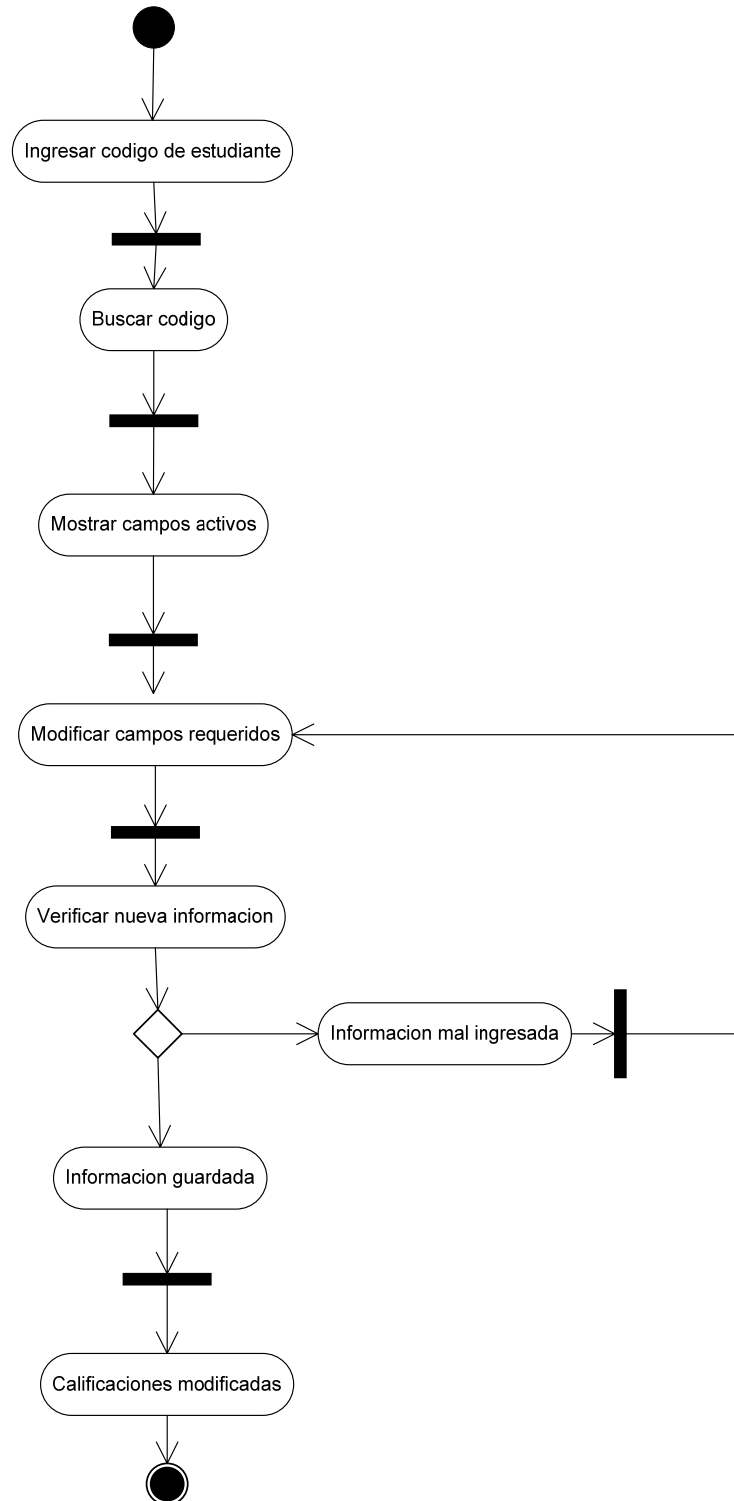 Ingresar codigo de estudiante
Buscar codigo
Mostrar campos activos
Modificar campos requeridos
Verificar nueva informacion
Informacion mal ingresada
Informacion guardada
Calificaciones modificadas